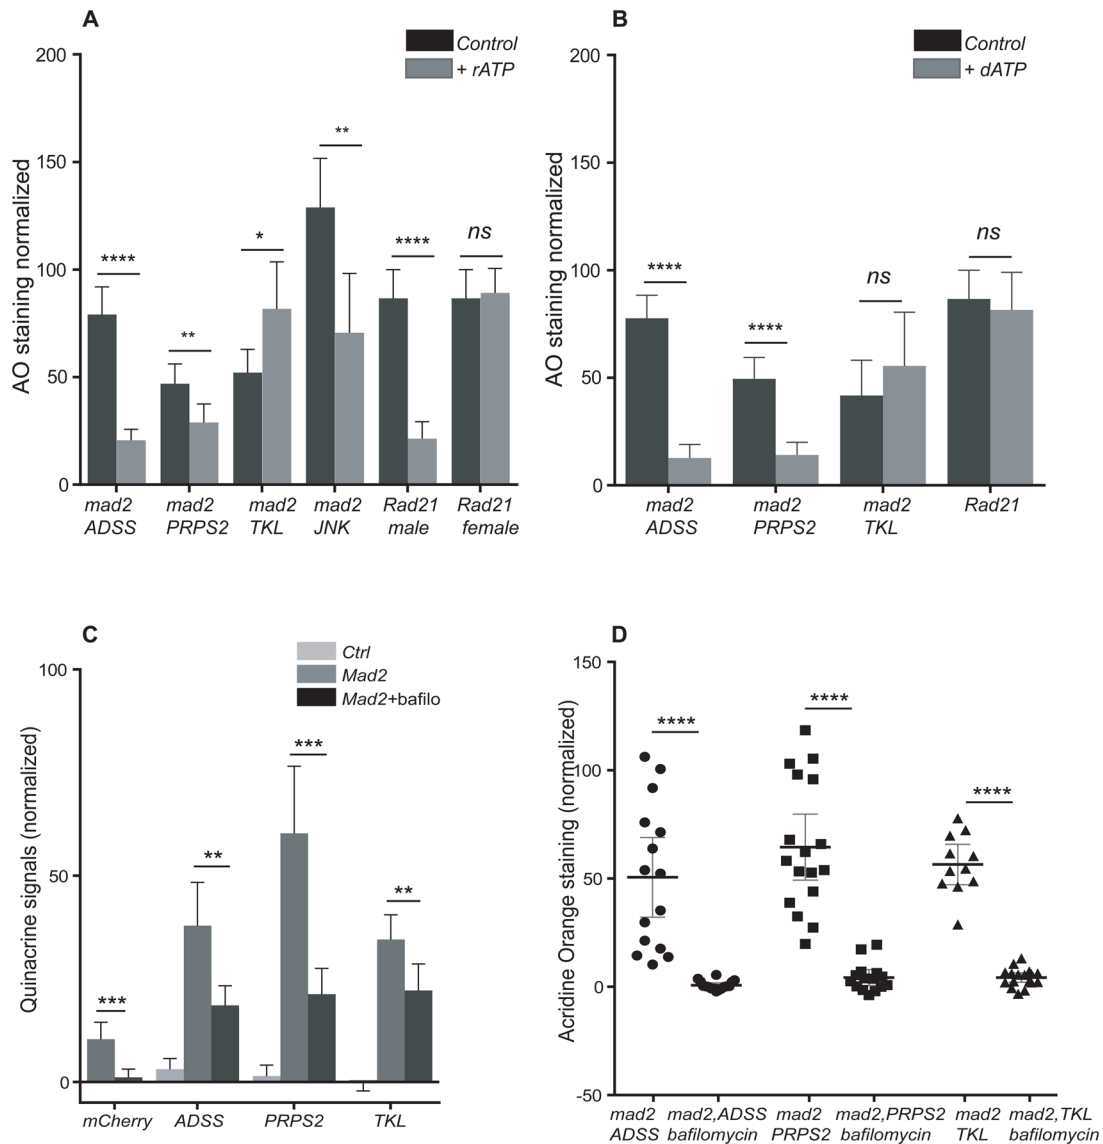 A
Control
+ rATP
AO staining normalized
200
150
100
50
0
****
**
*
**
****
ns
mad2 ADSS
mad2 PRPS2
mad2 TKL
mad2 JNK
Rad21 male
Rad21 female
B
Control
+ dATP
AO staining normalized
200
150
100
50
0
****
****
ns
ns
mad2 ADSS
mad2 PRPS2
mad2 TKL
Rad21
C
Ctrl
Mad2
Mad2+bafilo
Quinacrine signals (normalized)
100
50
0
***
**
***
**
mCherry
ADSS
PRPS2
TKL
D
Acridine Orange staining (normalized)
150
100
50
0
-50
****
****
****
mad2 ADSS
mad2,ADSS bafilomycin
mad2 PRPS2
mad2,PRPS2 bafilomycin
mad2 TKL
mad2,TKL bafilomycin